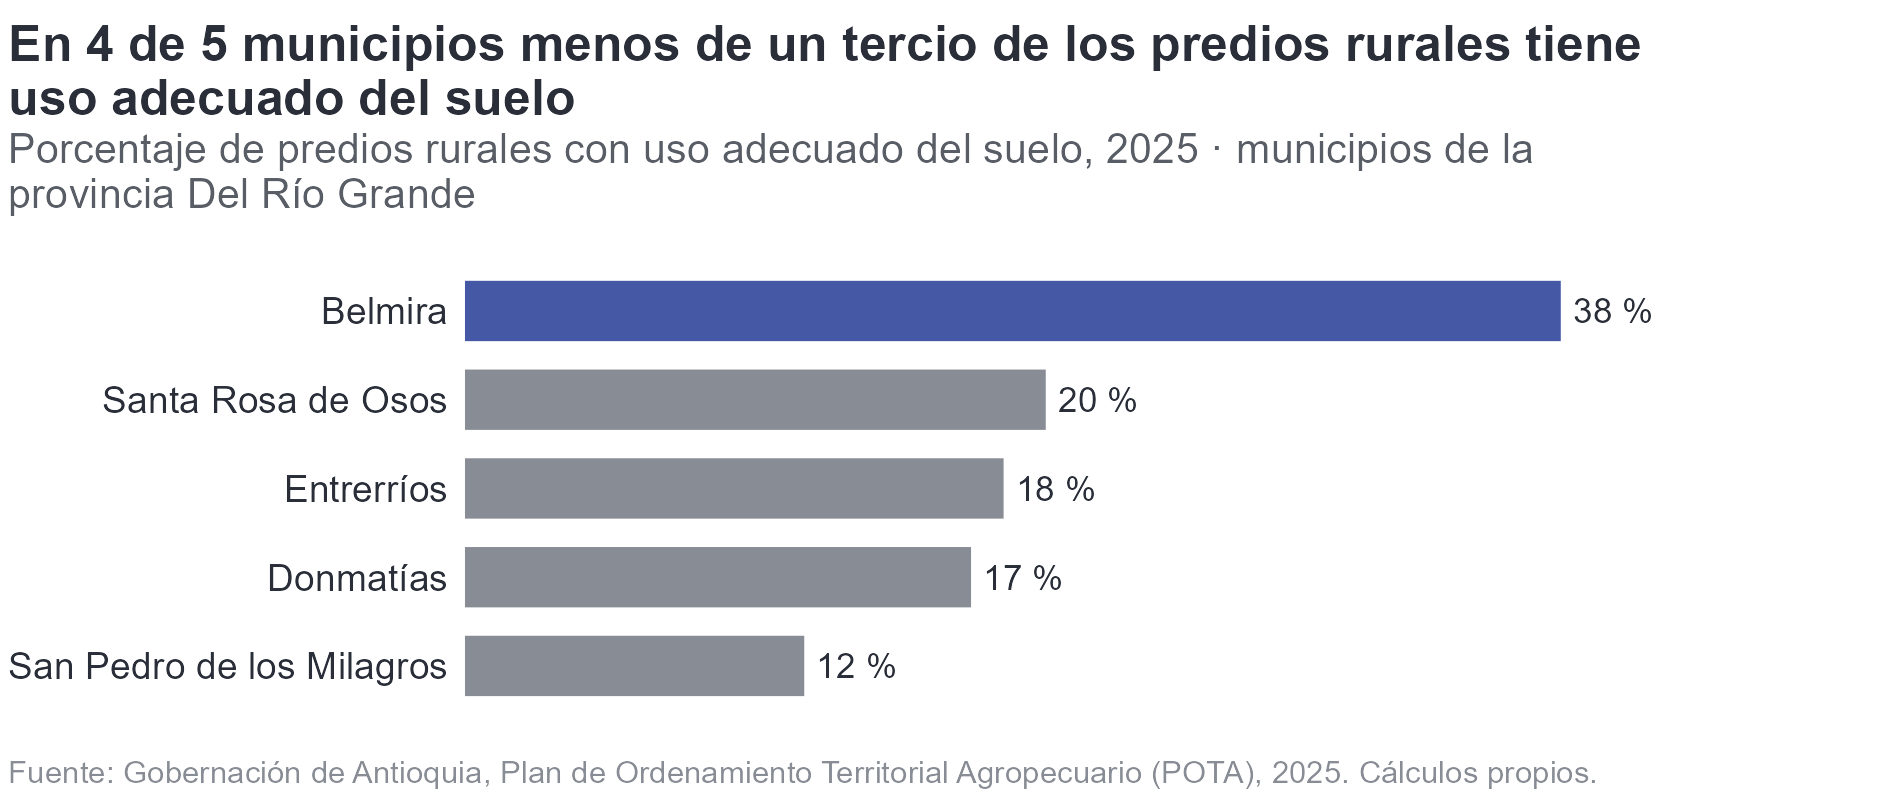 En 4 de 5 municipios menos de un tercio de los predios rurales tiene
uso adecuado del suelo
Porcentaje de predios rurales con uso adecuado del suelo, 2025 · municipios de la
provincia Del Río Grande
Belmira 38 %
Santa Rosa de Osos 20 %
Entrerríos 18 %
Donmatías 17 %
San Pedro de los Milagros 12 %
Fuente: Gobernación de Antioquia, Plan de Ordenamiento Territorial Agropecuario (POTA), 2025. Cálculos propios.